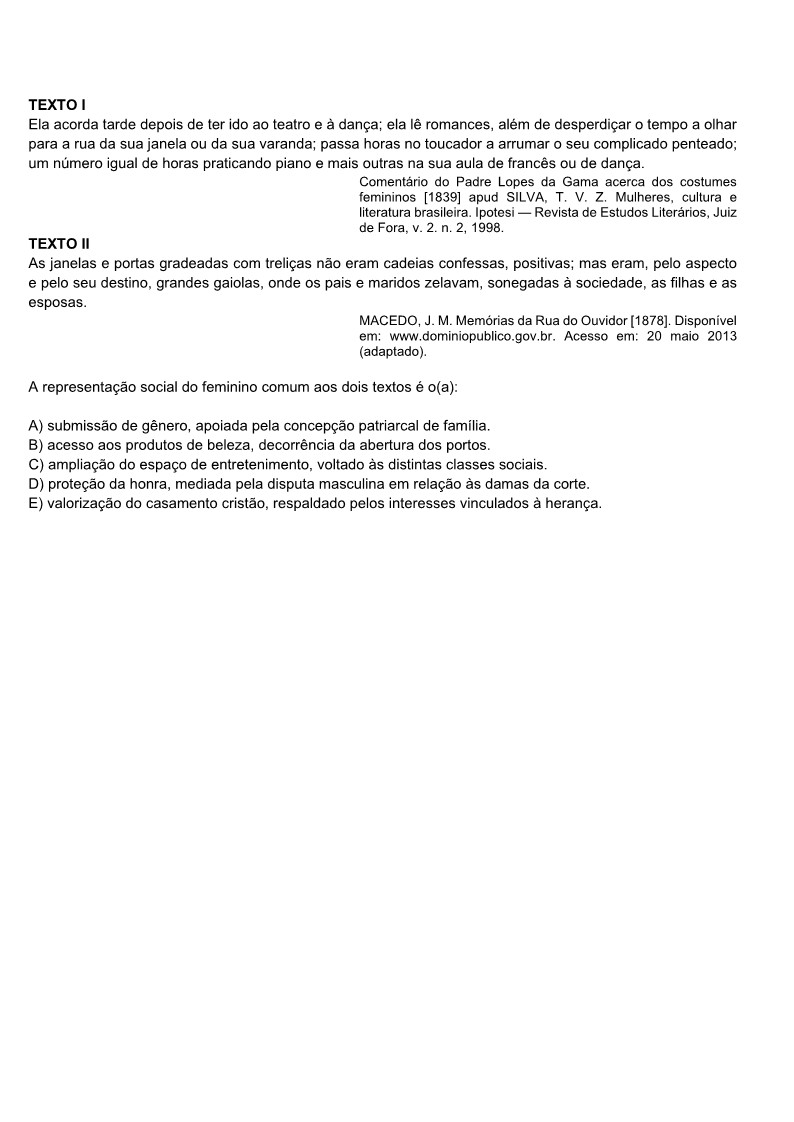 TEXTO I
Ela acorda tarde depois de ter ido ao teatro e à dança; ela lê romances, além de desperdiçar o tempo a olhar
para a rua da sua janela ou da sua varanda; passa horas no toucador a arrumar o seu complicado penteado;
um número igual de horas praticando piano e mais outras na sua aula de francês ou de dança.
Comentário do Padre Lopes da Gama acerca dos costumes
femininos [1839] apud SILVA, T. V. Z. Mulheres, cultura e
literatura brasileira. Ipotesi — Revista de Estudos Literários, Juiz
de Fora, v. 2. n. 2, 1998.
TEXTO II
As janelas e portas gradeadas com treliças não eram cadeias confessas, positivas; mas eram, pelo aspecto
e pelo seu destino, grandes gaiolas, onde os pais e maridos zelavam, sonegadas à sociedade, as filhas e as
esposas.
MACEDO, J. M. Memórias da Rua do Ouvidor [1878]. Disponível
em: www.dominiopublico.gov.br. Acesso em: 20 maio 2013
(adaptado).
A representação social do feminino comum aos dois textos é o(a):
A) submissão de gênero, apoiada pela concepção patriarcal de família.
B) acesso aos produtos de beleza, decorrência da abertura dos portos.
C) ampliação do espaço de entretenimento, voltado às distintas classes sociais.
D) proteção da honra, mediada pela disputa masculina em relação às damas da corte.
E) valorização do casamento cristão, respaldado pelos interesses vinculados à herança.